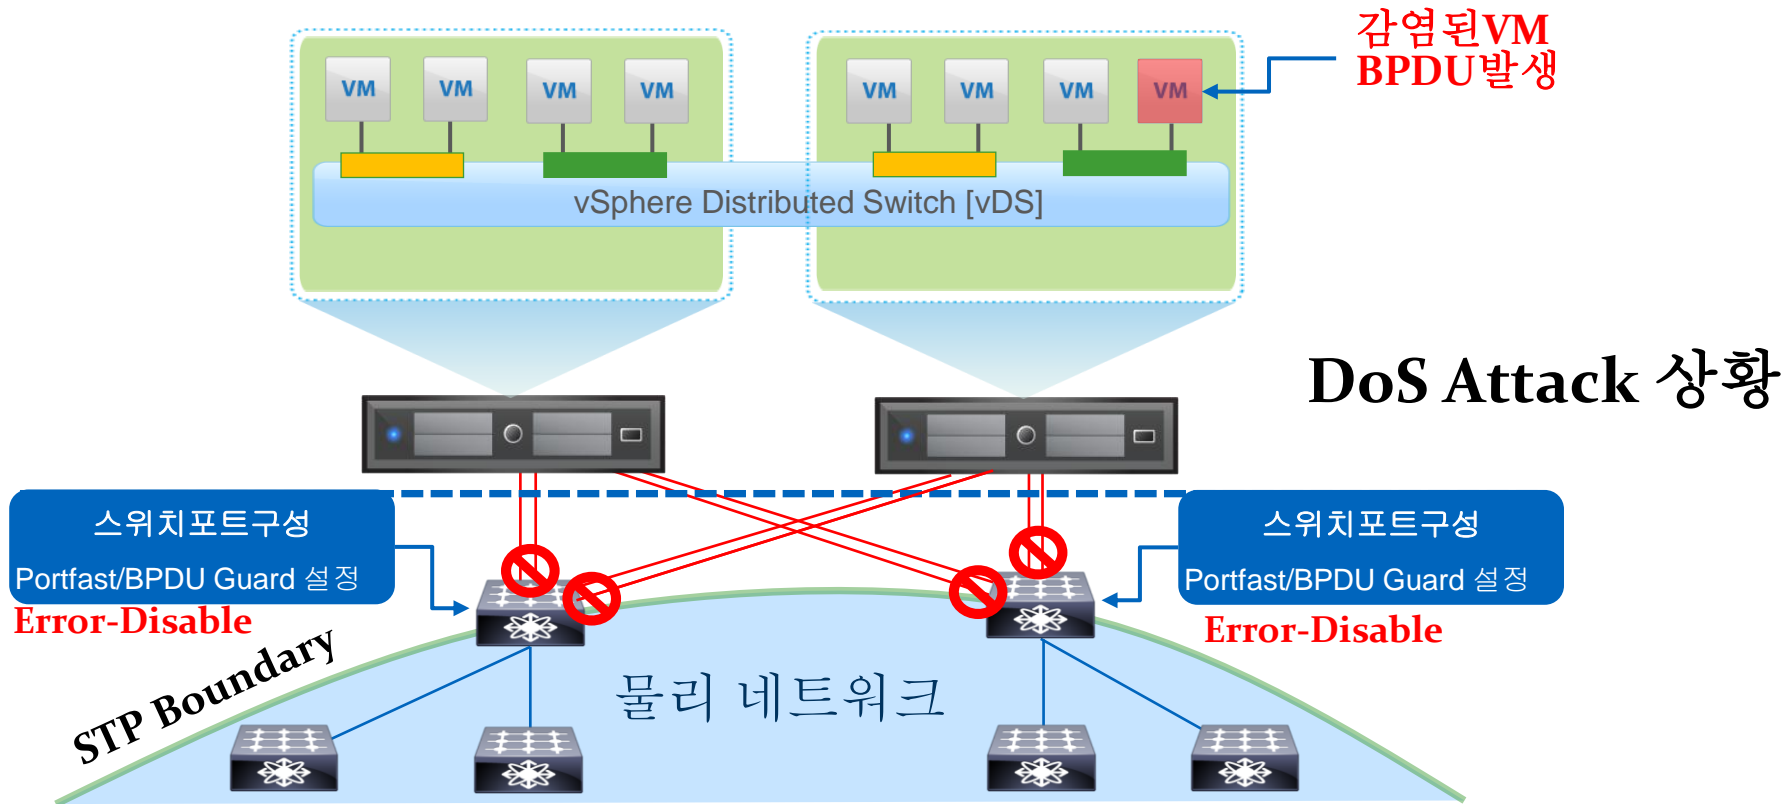 감염된VM
BPDU발생
VM VM VM VM
VM VM VM VM
vSphere Distributed Switch [vDS]
DoS Attack 상황
스위치포트구성
Portfast/BPDU Guard 설정
Error-Disable
스위치포트구성
Portfast/BPDU Guard 설정
Error-Disable
STP Boundary
물리 네트워크